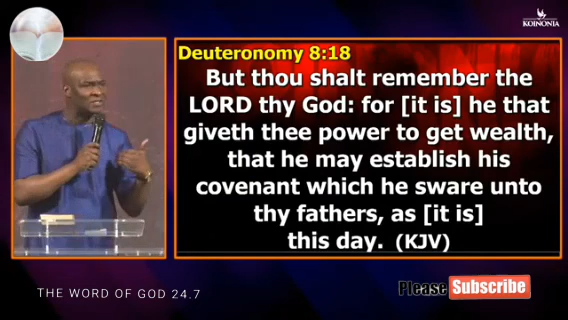 KOINONIA
Deuteronomy 8:18
But thou shalt remember the
LORD thy God: for [it is] he that
giveth thee power to get wealth,
that he may establish his
covenant which he sware unto
thy fathers, as [it is]
this day. (KJV)
THE WORD OF GOD 24.7
Please Subscribe